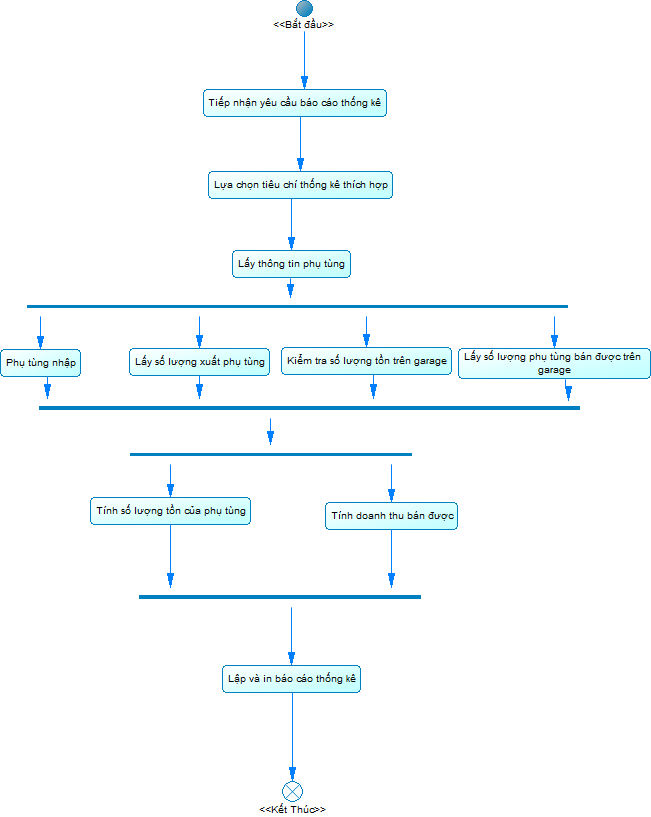 <<Bắt đầu>>
Tiếp nhận yêu cầu báo cáo thống kê
Lựa chọn tiêu chí thống kê thích hợp
Lấy thông tin phụ tùng
Phụ tùng nhập
Lấy số lượng xuất phụ tùng
Kiểm tra số lượng tồn trên garage
Lấy số lượng phụ tùng bán được trên
garage
Tính số lượng tồn của phụ tùng
Tính doanh thu bán được
Lập và in báo cáo thống kê
<<Kết Thúc>>